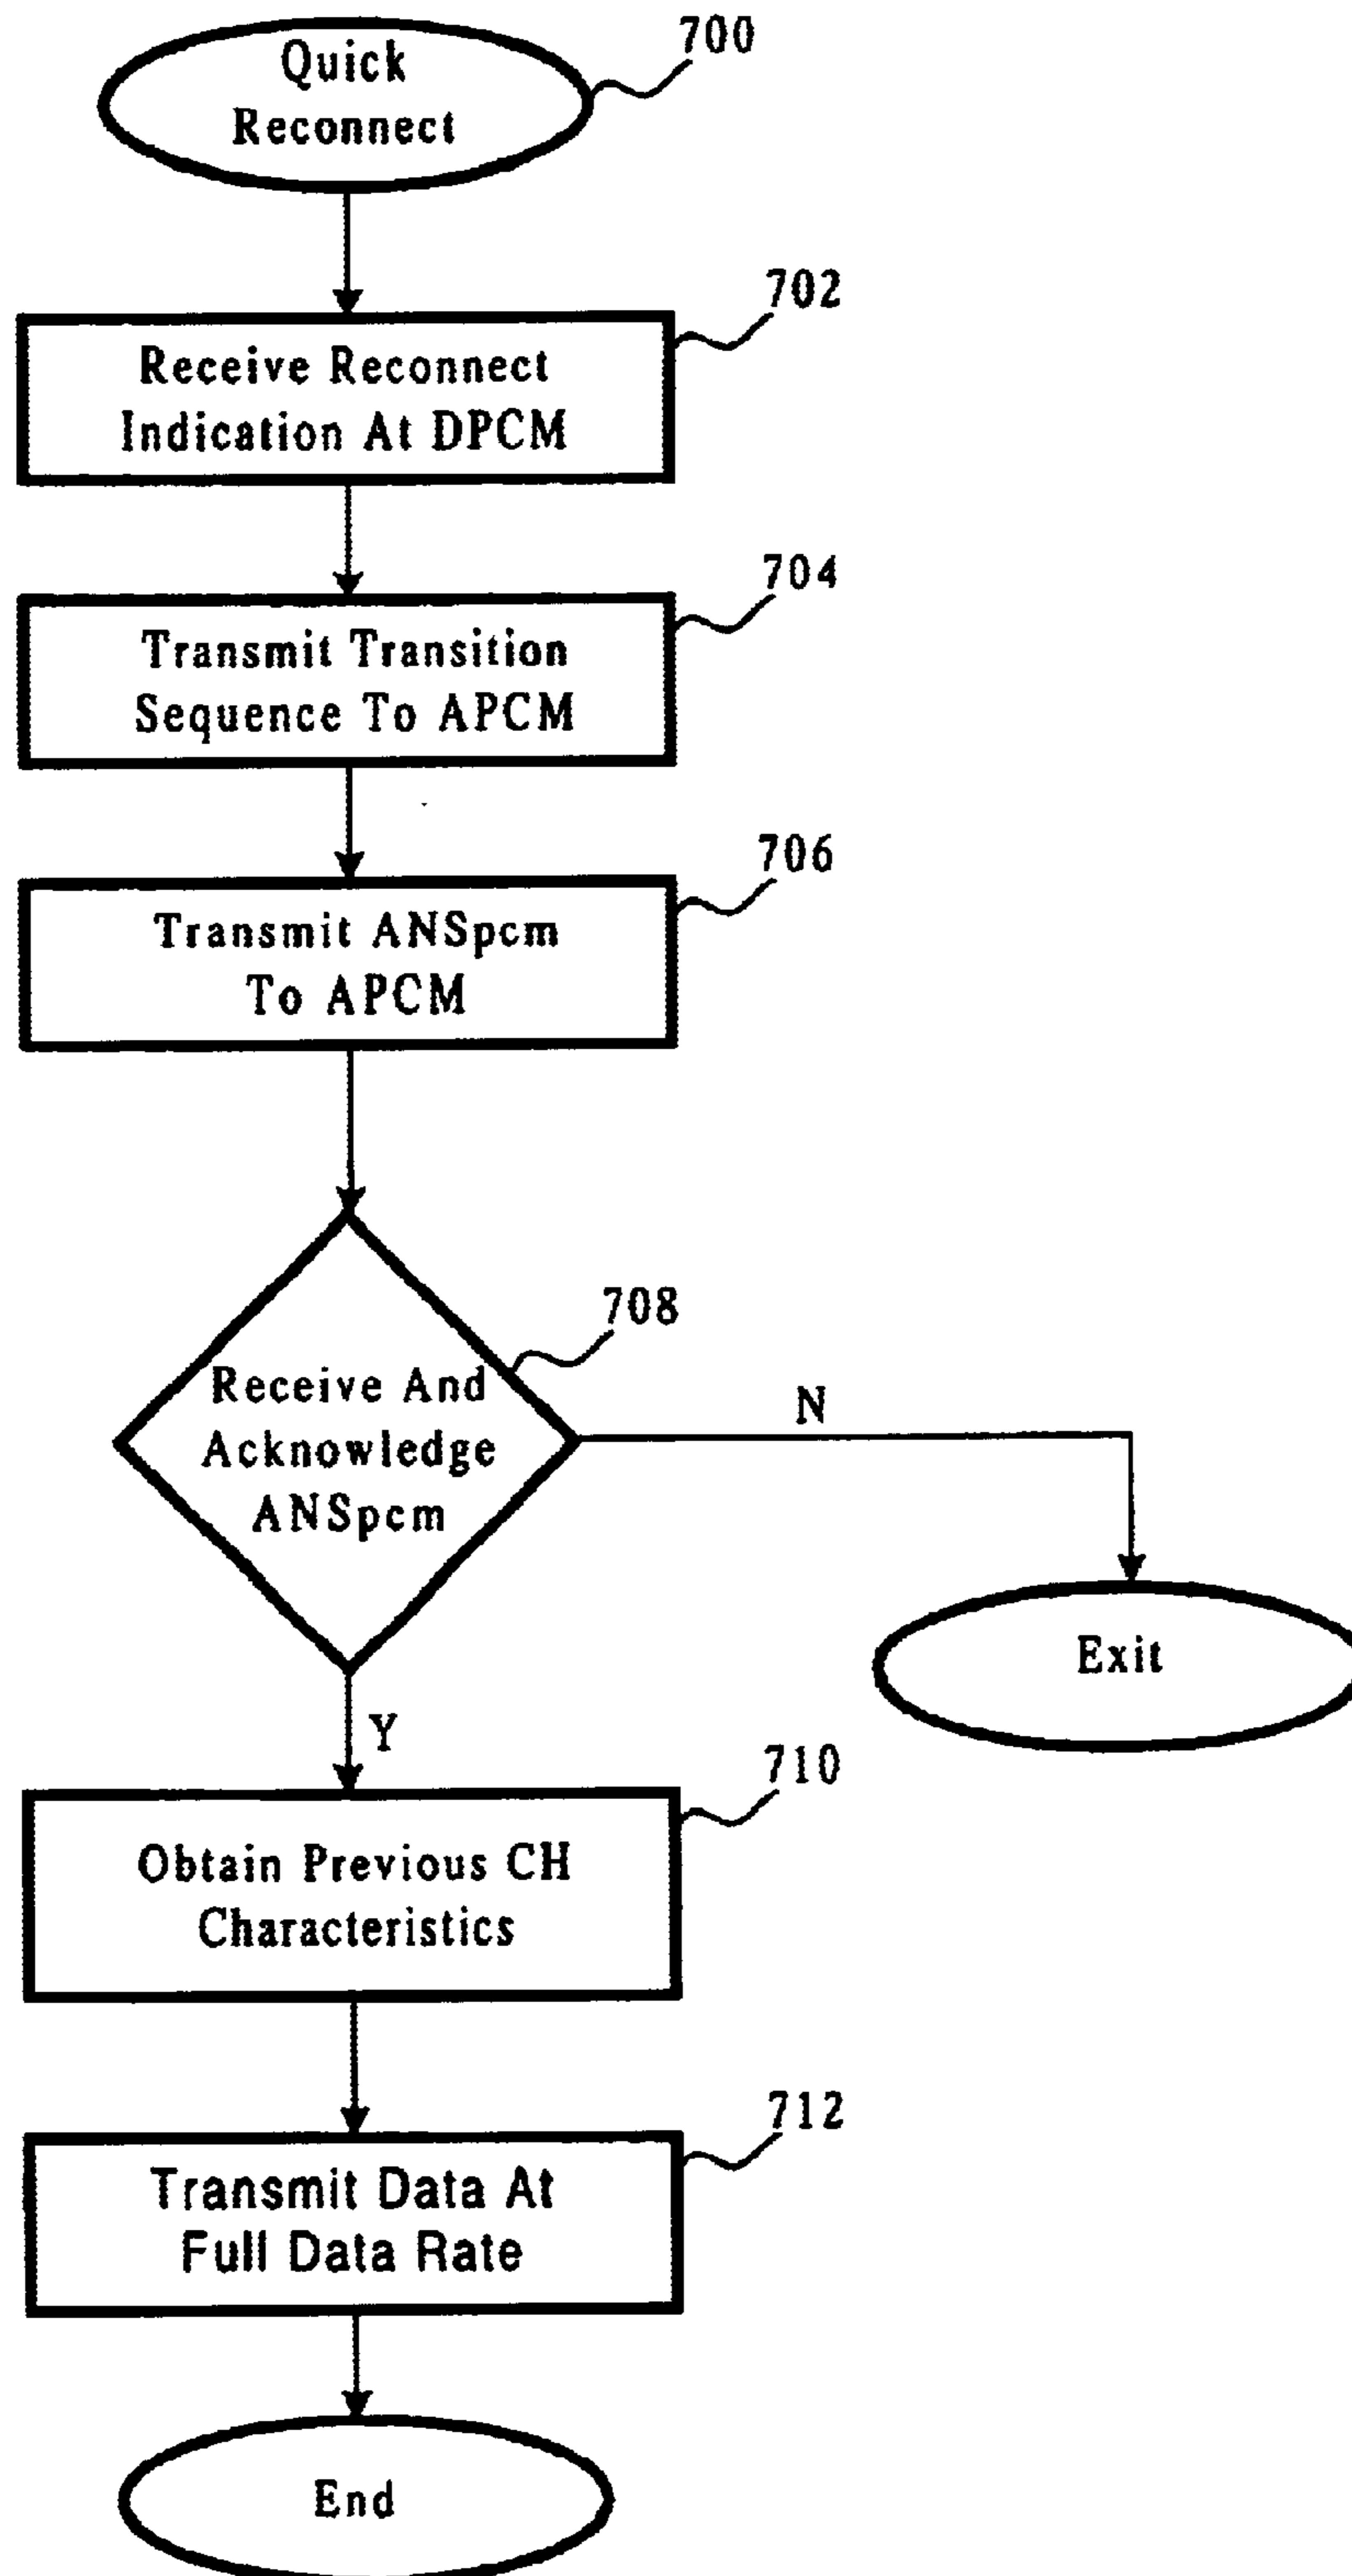 Quick
Reconnect
700
702
Receive Reconnect
Indication At DPCM
704
Transmit Transition
Sequence To APCM
706
Transmit ANSpcm
To APCM
708
Receive And
Acknowledge
ANSpcm
N
Exit
Y
710
Obtain Previous CH
Characteristics
712
Transmit Data At
Full Data Rate
End